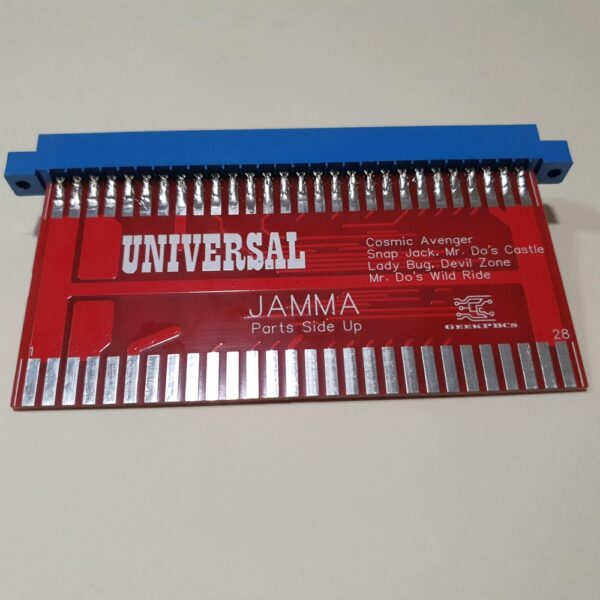 UNIVERSAL
Cosmic Avenger
Snap Jack, Mr. Do's Castle
Lady Bug, Devil Zone
Mr. Do's Wild Ride
JAMMA
Parts Side Up
GEEKPBCS
28